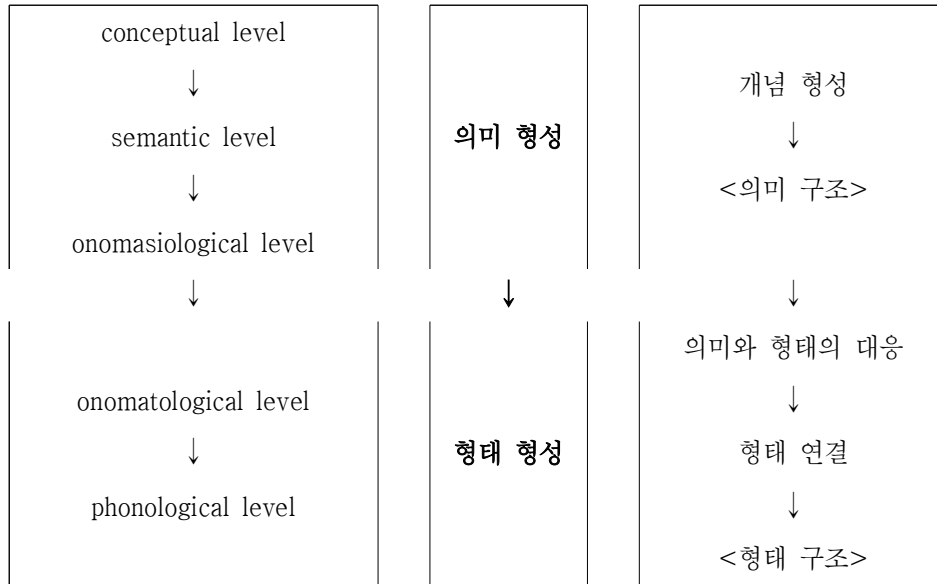 conceptual level
↓
semantic level
↓
onomasiological level
↓
onomatological level
↓
phonological level
의미 형성
↓
형태 형성
개념 형성
↓
<의미 구조>
↓
의미와 형태의 대응
↓
형태 연결
↓
<형태 구조>